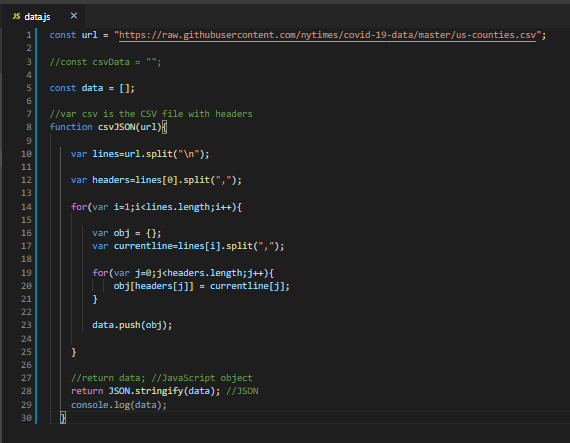 JS data.js ×
1 const url = "https://raw.githubusercontent.com/nytimes/covid-19-data/master/us-counties.csv";
2
3 //const csvData = "";
4
5 const data = [];
6
7 //var csv is the CSV file with headers
8 function csvJSON(url){
9
10 var lines=url.split("\n");
11
12 var headers=lines[0].split(",");
13
14 for(var i=1;i<lines.length;i++){
15
16 var obj = {};
17 var currentline=lines[i].split(",");
18
19 for(var j=0;j<headers.length;j++){
20 obj[headers[j]] = currentline[j];
21 }
22
23 data.push(obj);
24
25 }
26
27 //return data; //JavaScript object
28 return JSON.stringify(data); //JSON
29 console.log(data);
30 }